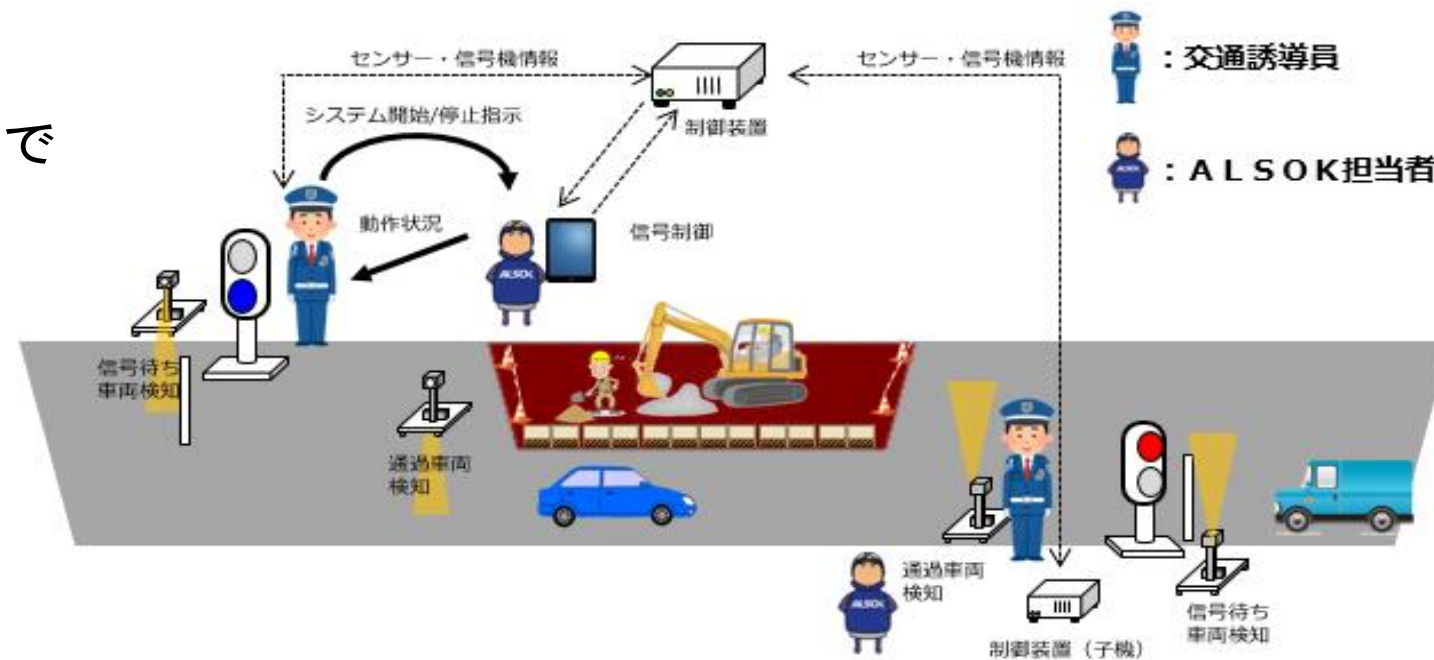 で
センサー・信号機情報
センサー・信号機情報
：交通誘導員
システム開始/停止指示
制御装置
：ＡＬＳＯＫ担当者
動作状況
信号制御
ALSOK
信号待ち
車両検知
通過車両
検知
通過車両
検知
ALSOK
制御装置（子機）
信号待ち
車両検知